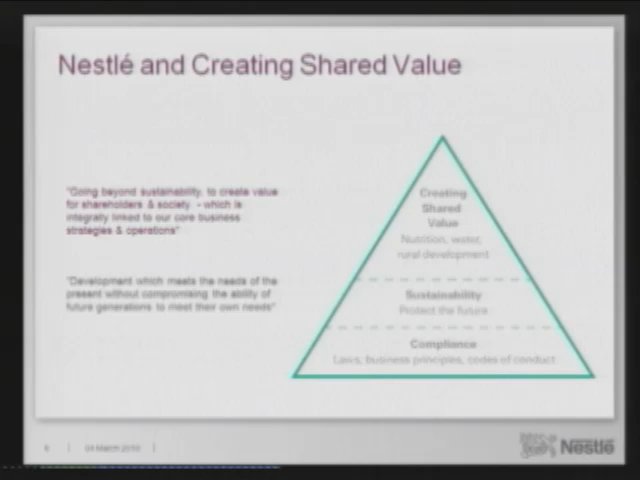 Nestlé and Creating Shared Value
"Going beyond sustainability, to create value
for shareholders & society - which is
integrally linked to our core business
strategies & operations"
"Development which meets the needs of the
present without compromising the ability of
future generations to meet their own needs"
Creating
Shared
Value
Nutrition, water,
rural development
Sustainability
Protect the future
Compliance
Laws, business principles, codes of conduct
24 March 2010
Nestlé